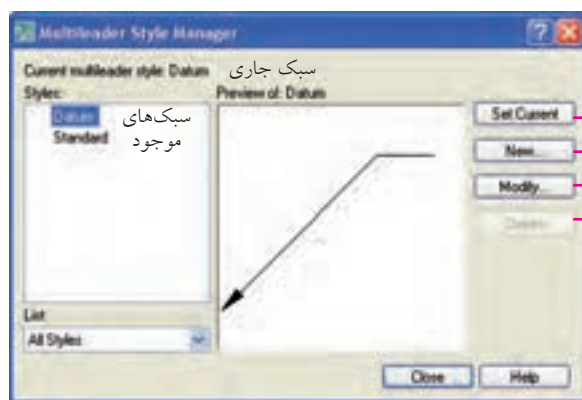 Multileader Style Manager
Current multileader style: Datum
سبک جاری
Styles:
Preview of: Datum
Datum
Standard
سبک‌های
موجود
Set Current
New...
Modify...
Delete
List:
All Styles
Close
Help